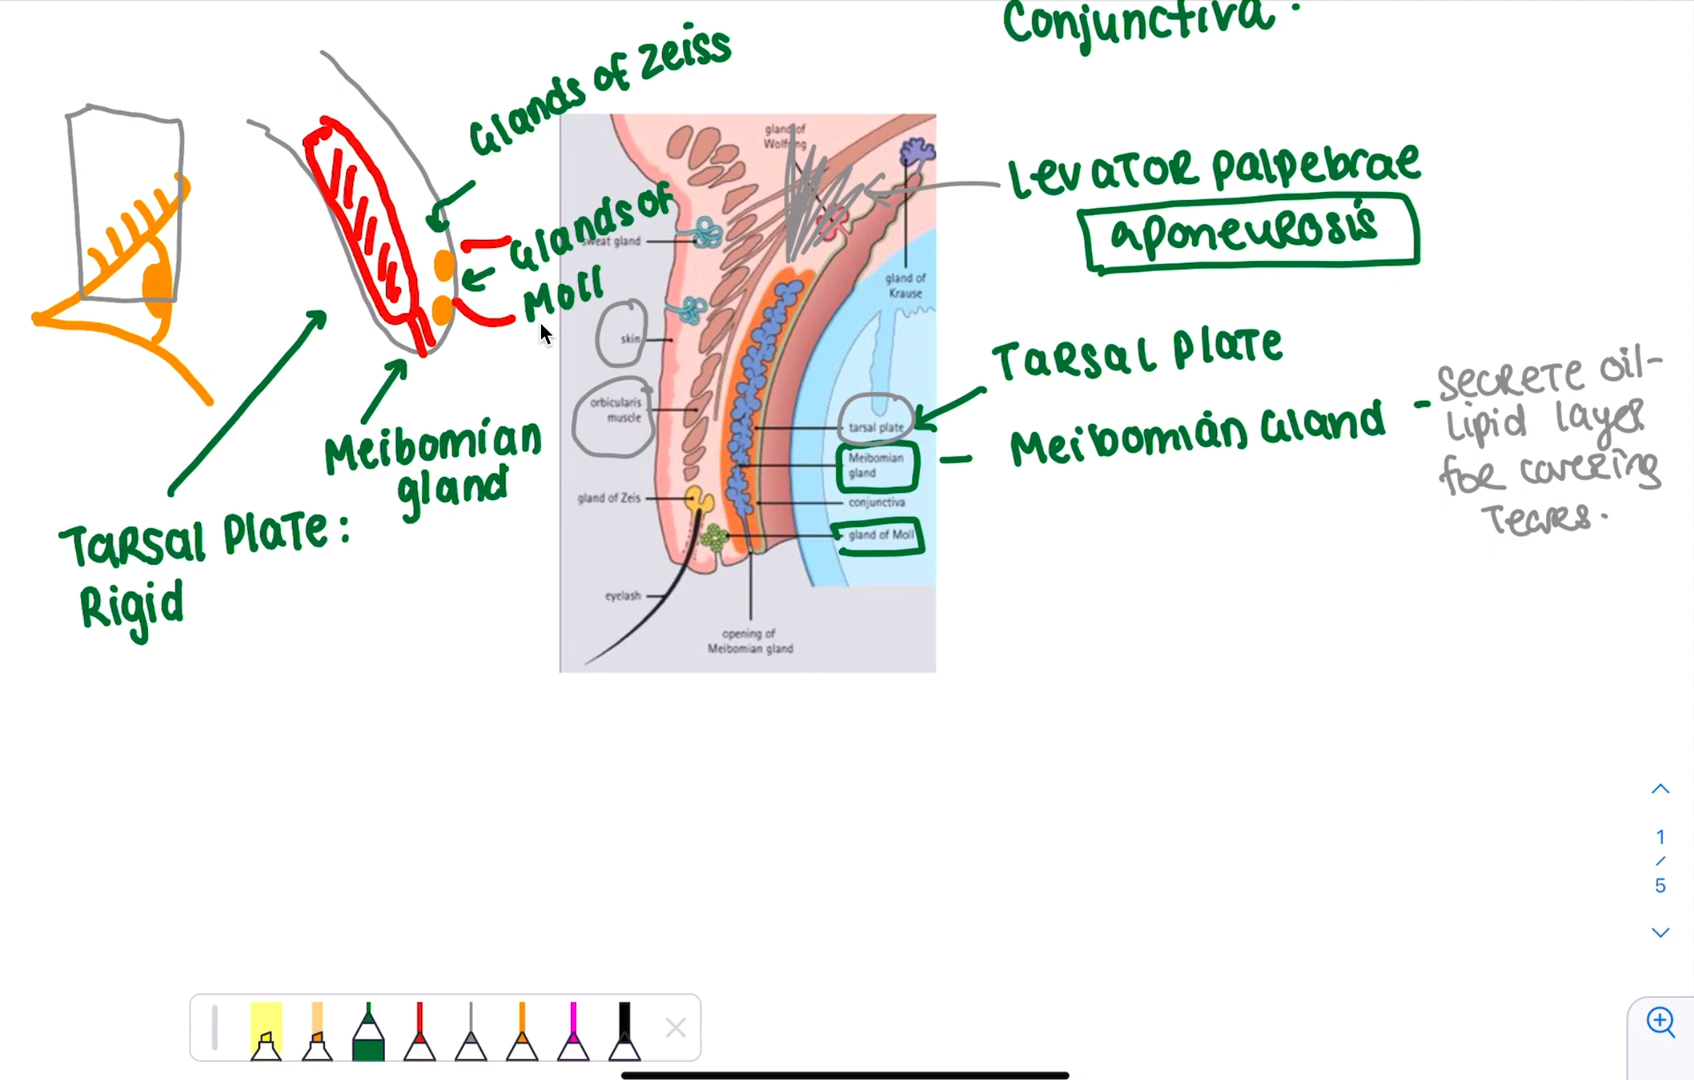 Conjunctiva.
Glands of Zeiss
Glands of
Moll
Meibomian
gland
Tarsal Plate:
Rigid
gland of
sweat gland
skin
orbicularis
muscle
gland of Zeis
eyelash
opening of
Meibomian gland
gland of
Krause
tarsal plate
Meibomian
gland
conjunctiva
gland of Moll
Levator palpebrae
aponeurosis
Tarsal plate
- Meibomian Gland -
Secrete oil-
Lipid layer
for covering
Tears.
1
/
5